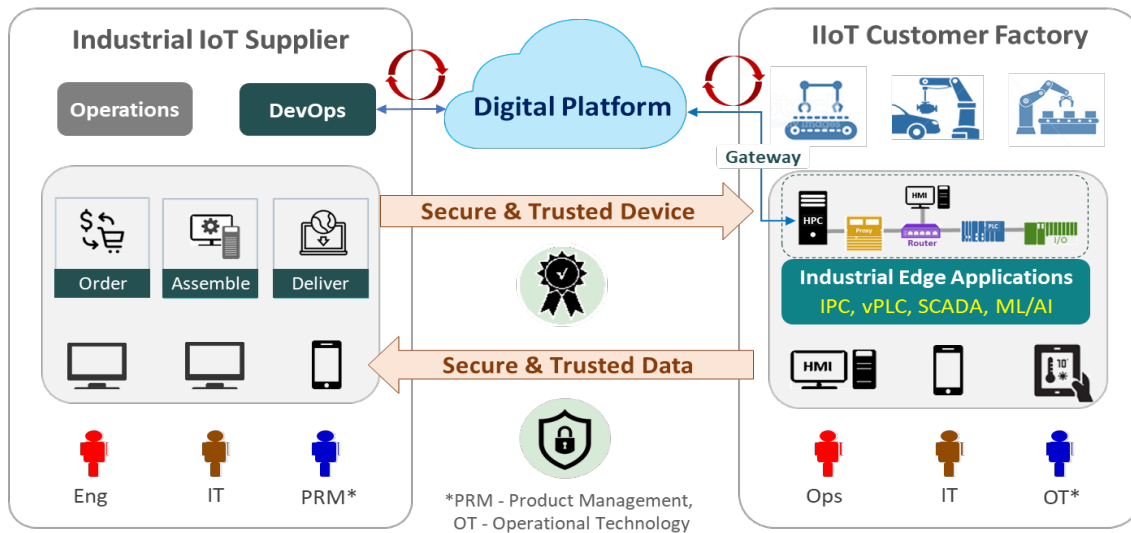 Industrial IoT Supplier
IIoT Customer Factory
Operations
DevOps
Digital Platform
Gateway
Secure & Trusted Device
HMI
HPC
Proxy
Router
PLC
I/O
Order
Assemble
Deliver
Industrial Edge Applications
IPC, vPLC, SCADA, ML/AI
Secure & Trusted Data
HMI
10°
Eng
IT
PRM*
Ops
IT
OT*
*PRM - Product Management,
OT - Operational Technology